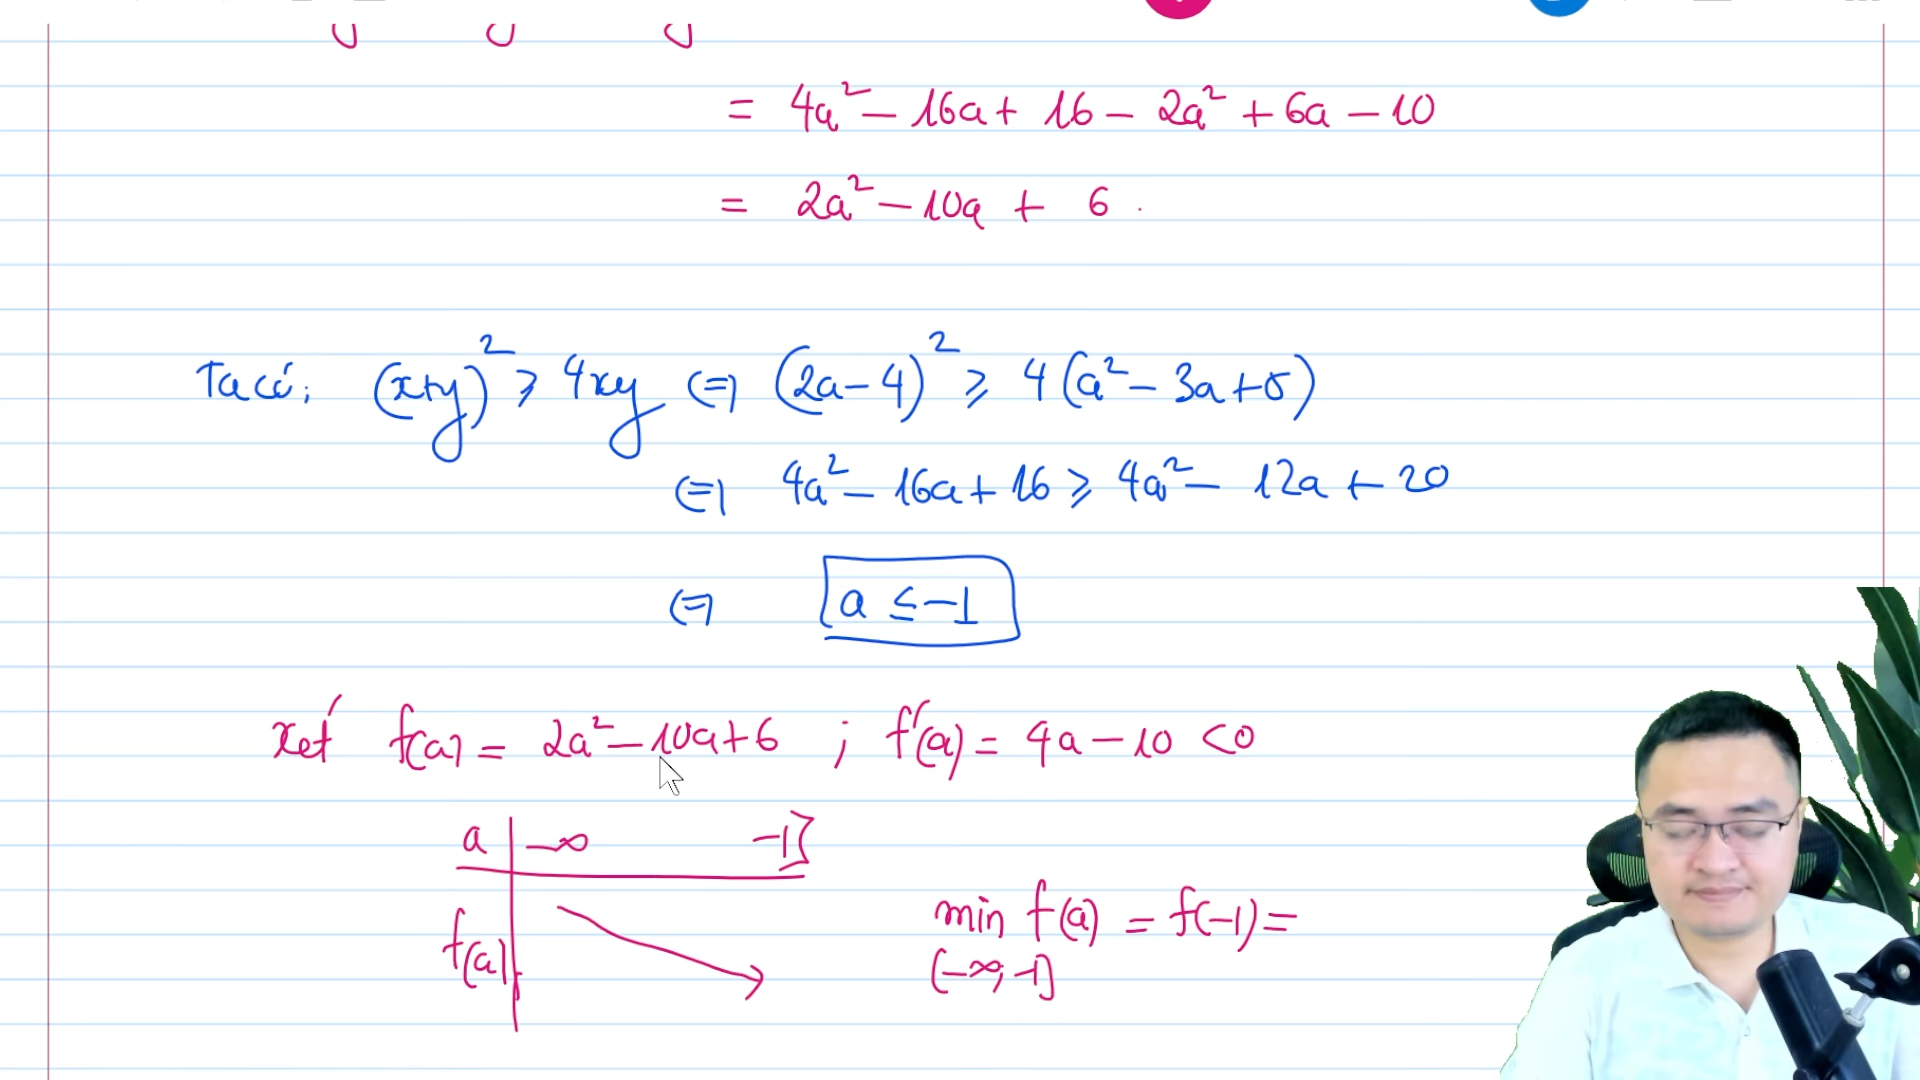 = 4a² − 16a + 16 − 2a² + 6a − 10
= 2a² − 10a + 6 .
Ta có: (x+y)² ≥ 4xy ⇔ (2a − 4)² ≥ 4(a² − 3a + 5)
⇔ 4a² − 16a + 16 ≥ 4a² − 12a + 20
⇔ a ≤ −1
xét f(a) = 2a² − 10a + 6 ; f'(a) = 4a − 10 < 0
a −∞ −1]
f(a)
min f(a) = f(−1) =
(−∞; −1]